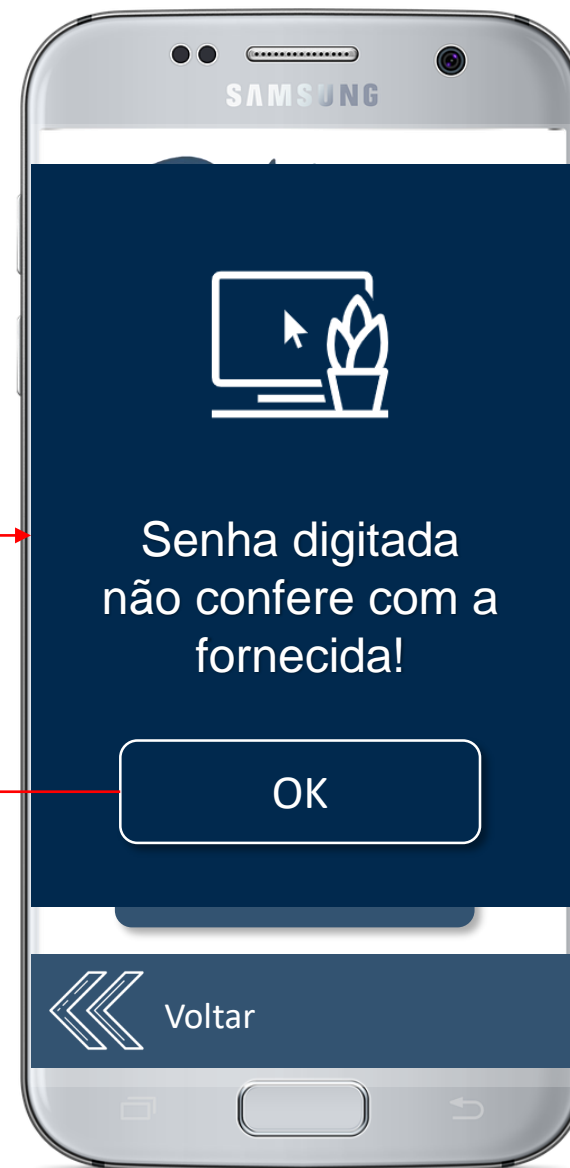 SAMSUNG
Senha digitada
não confere com a
fornecida!
OK
Voltar